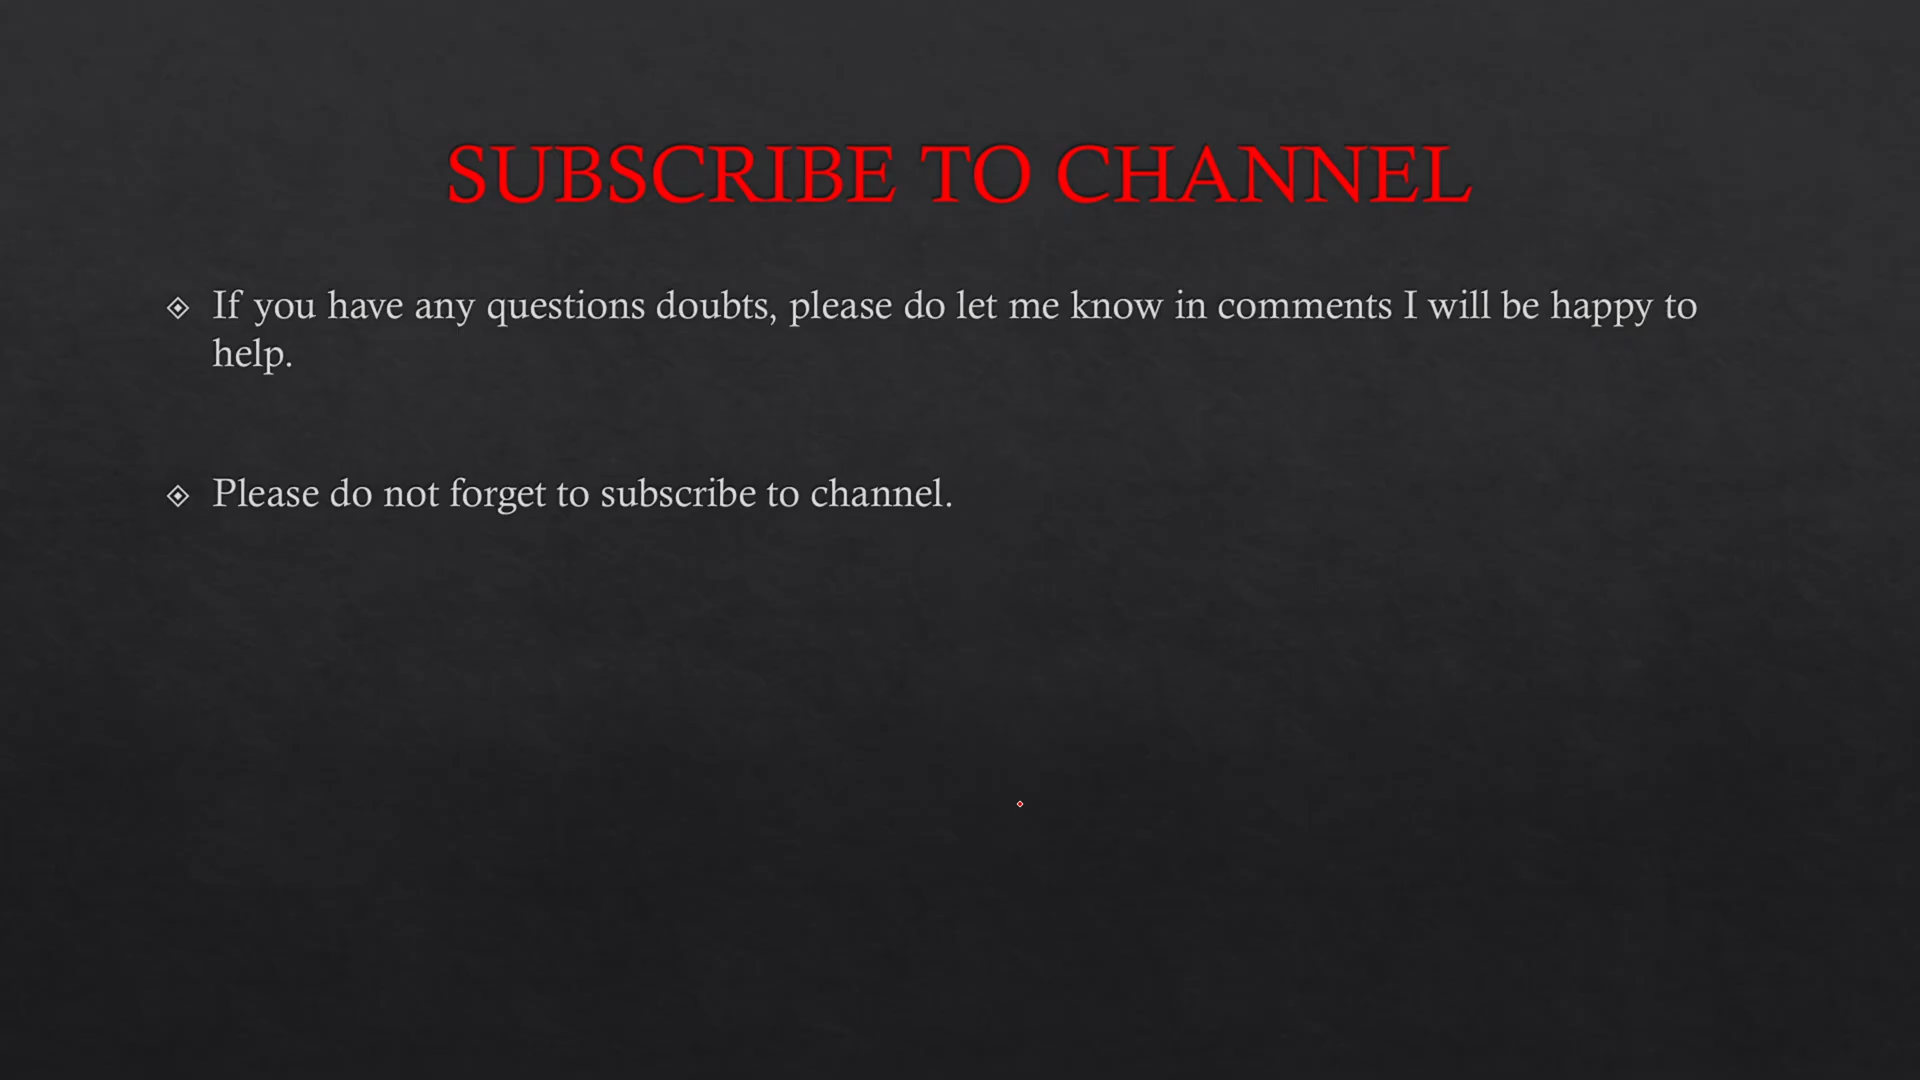 SUBSCRIBE TO CHANNEL
If you have any questions doubts, please do let me know in comments I will be happy to
help.
Please do not forget to subscribe to channel.